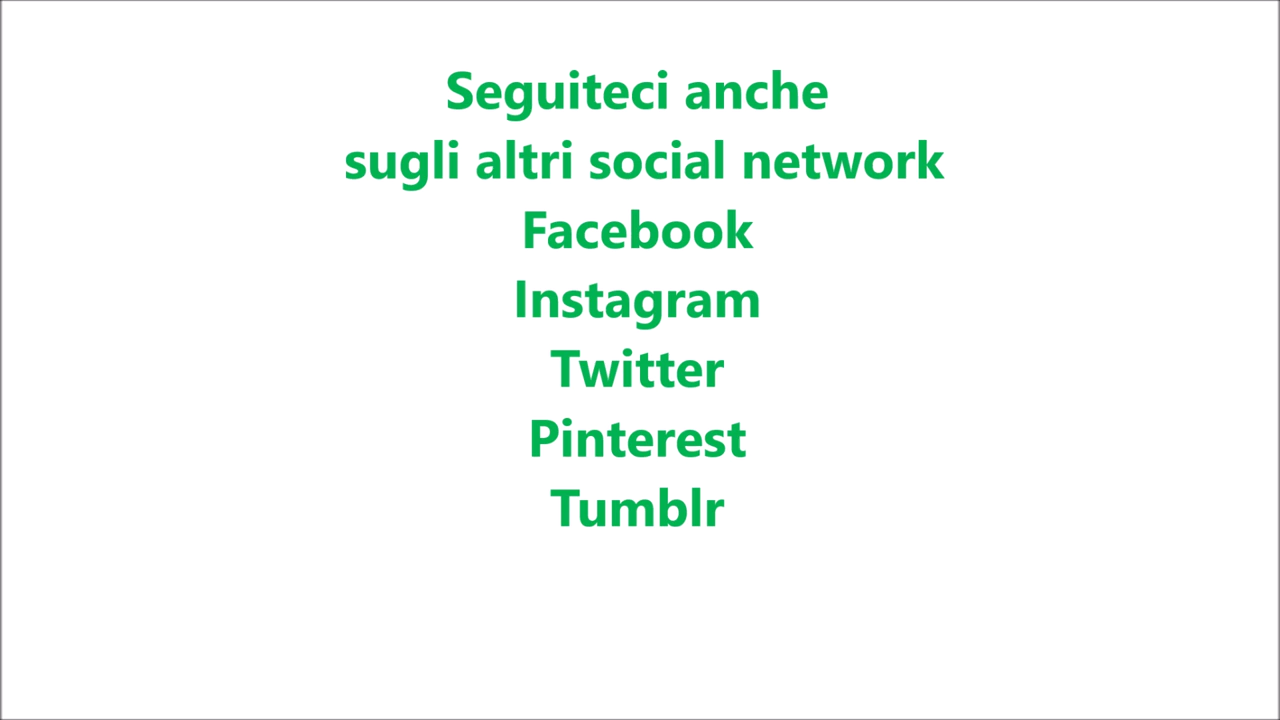 Seguiteci anche
sugli altri social network
Facebook
Instagram
Twitter
Pinterest
Tumblr